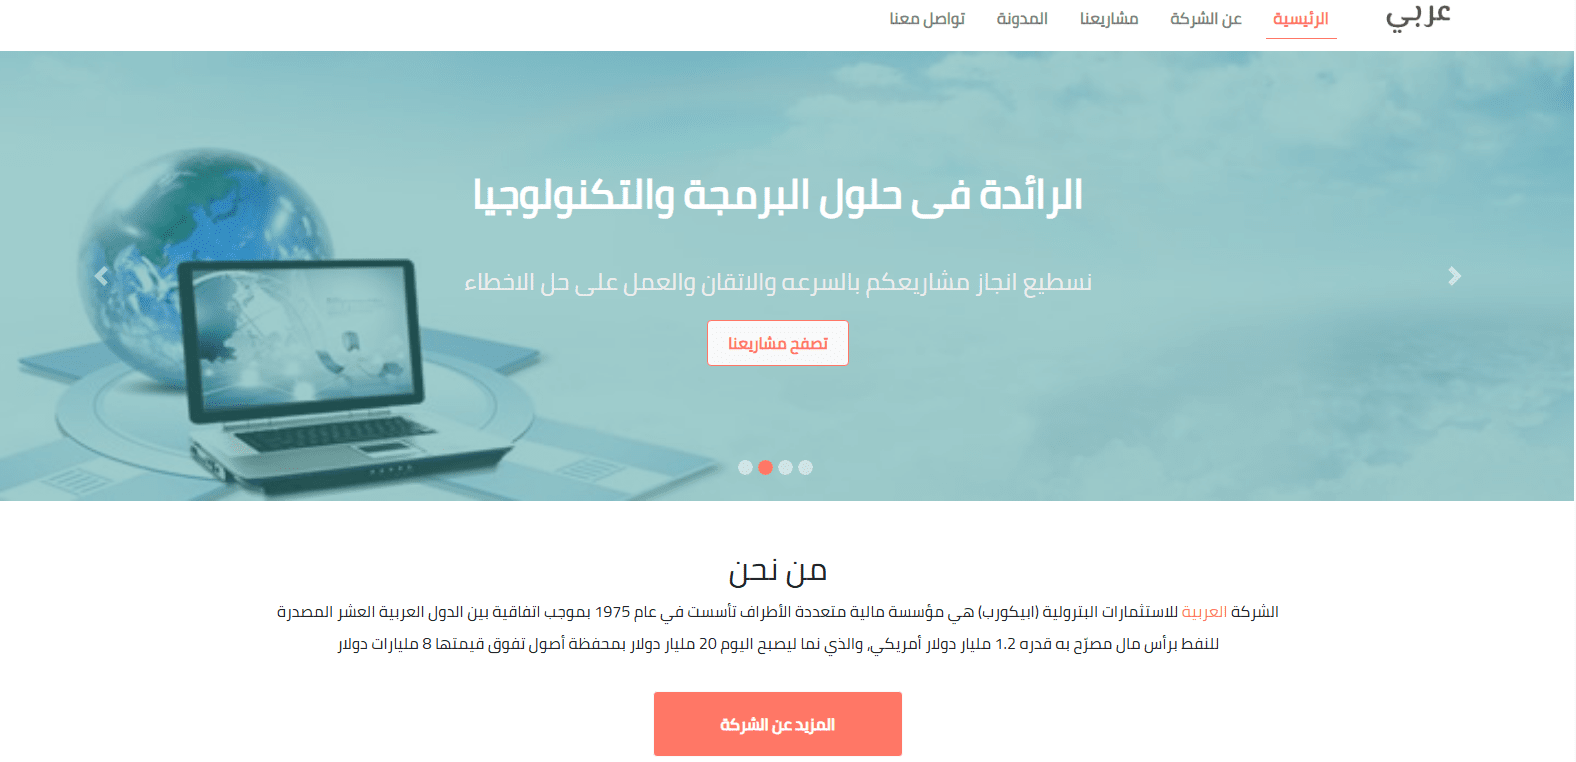 عربي
الرئيسية عن الشركة مشاريعنا المدونة تواصل معنا
الرائدة فى حلول البرمجة والتكنولوجيا
نسطيع انجاز مشاريعكم بالسرعه والاتقان والعمل على حل الاخطاء
تصفح مشاريعنا
من نحن
الشركة العربية للاستثمارات البترولية (ابيكورب) هي مؤسسة مالية متعددة الأطراف تأسست في عام 1975 بموجب اتفاقية بين الدول العربية العشر المصدرة
للنفط برأس مال مصرّح به قدره 1.2 مليار دولار أمريكي, والذي نما ليصبح اليوم 20 مليار دولار بمحفظة أصول تفوق قيمتها 8 مليارات دولار
المزيد عن الشركة